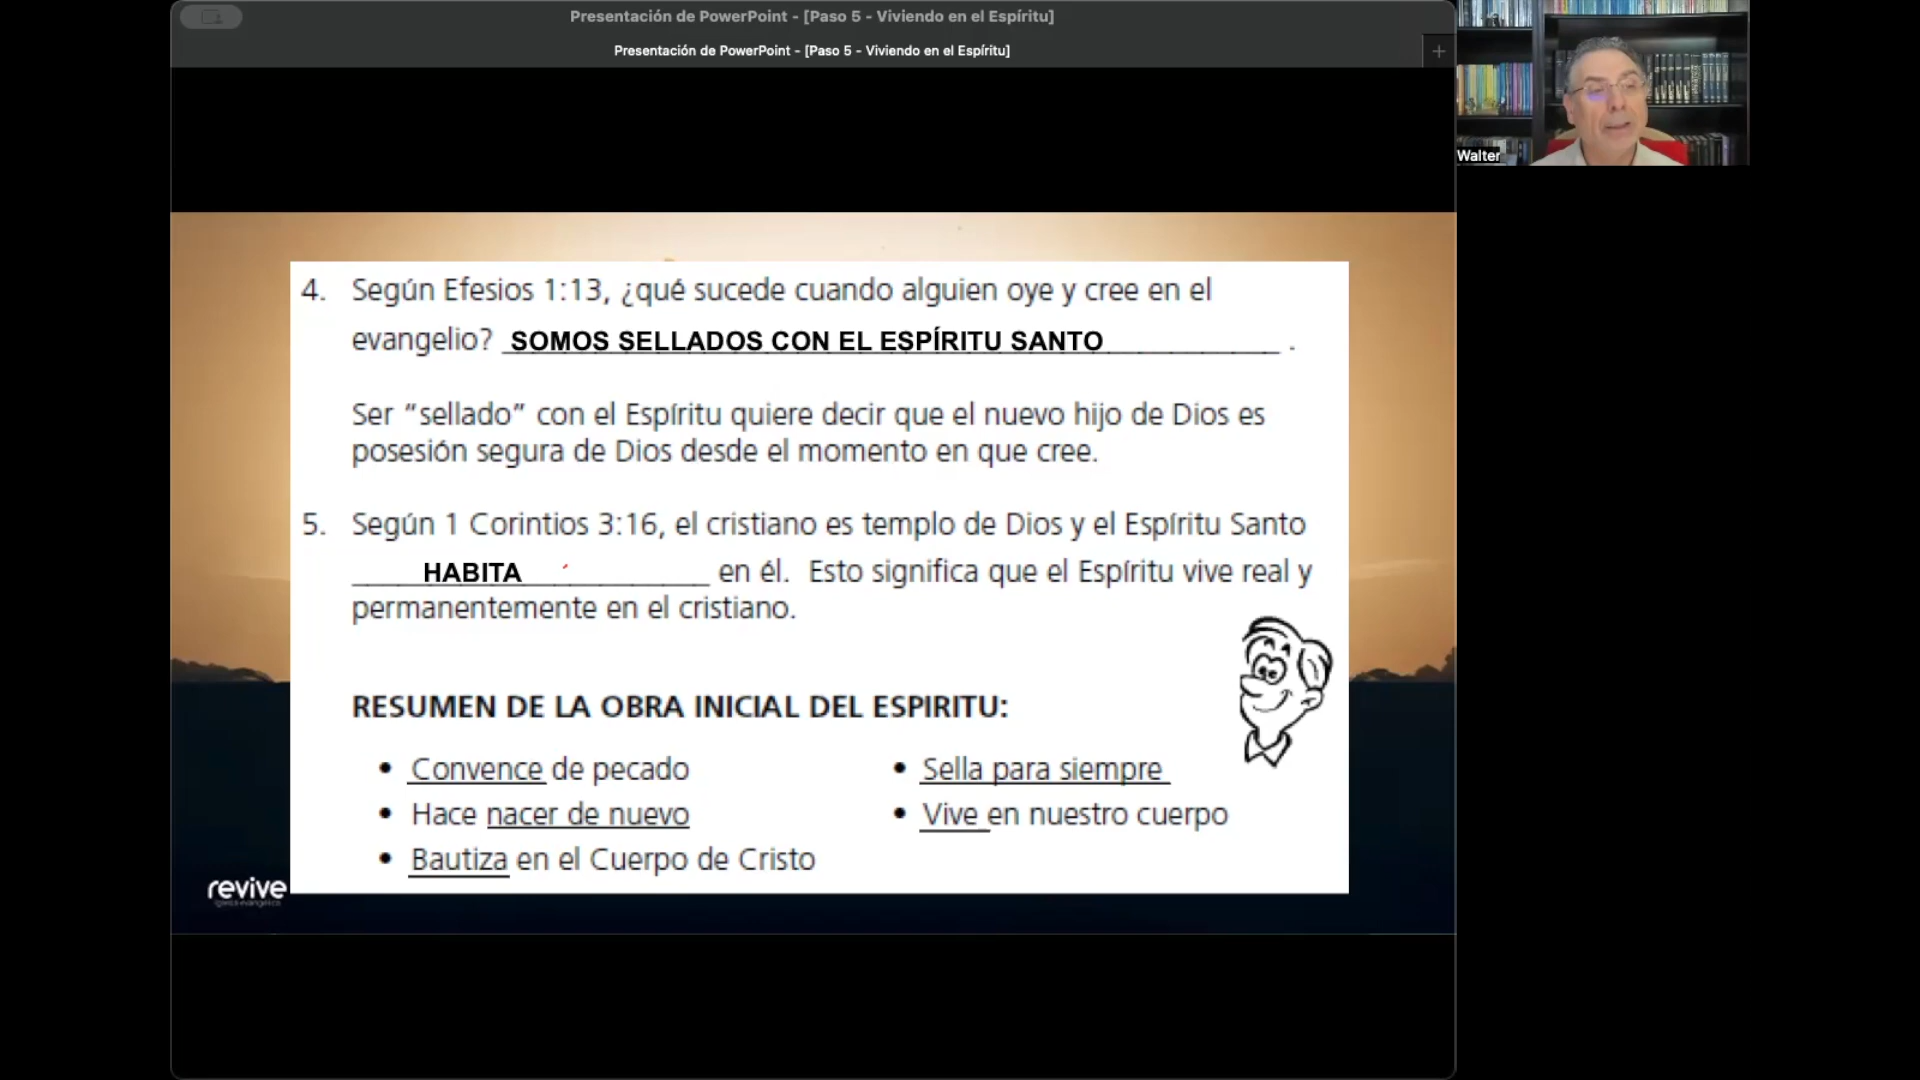 Presentación de PowerPoint - [Paso 5 - Viviendo en el Espíritu]
Presentación de PowerPoint - [Paso 5 - Viviendo en el Espíritu]
Walter
4. Según Efesios 1:13, ¿qué sucede cuando alguien oye y cree en el
evangelio? SOMOS SELLADOS CON EL ESPÍRITU SANTO .
Ser “sellado” con el Espíritu quiere decir que el nuevo hijo de Dios es
posesión segura de Dios desde el momento en que cree.
5. Según 1 Corintios 3:16, el cristiano es templo de Dios y el Espíritu Santo
HABITA en él. Esto significa que el Espíritu vive real y
permanentemente en el cristiano.
RESUMEN DE LA OBRA INICIAL DEL ESPIRITU:
• Convence de pecado
• Hace nacer de nuevo
• Bautiza en el Cuerpo de Cristo
• Sella para siempre
• Vive en nuestro cuerpo
revive
iglesia evangélica